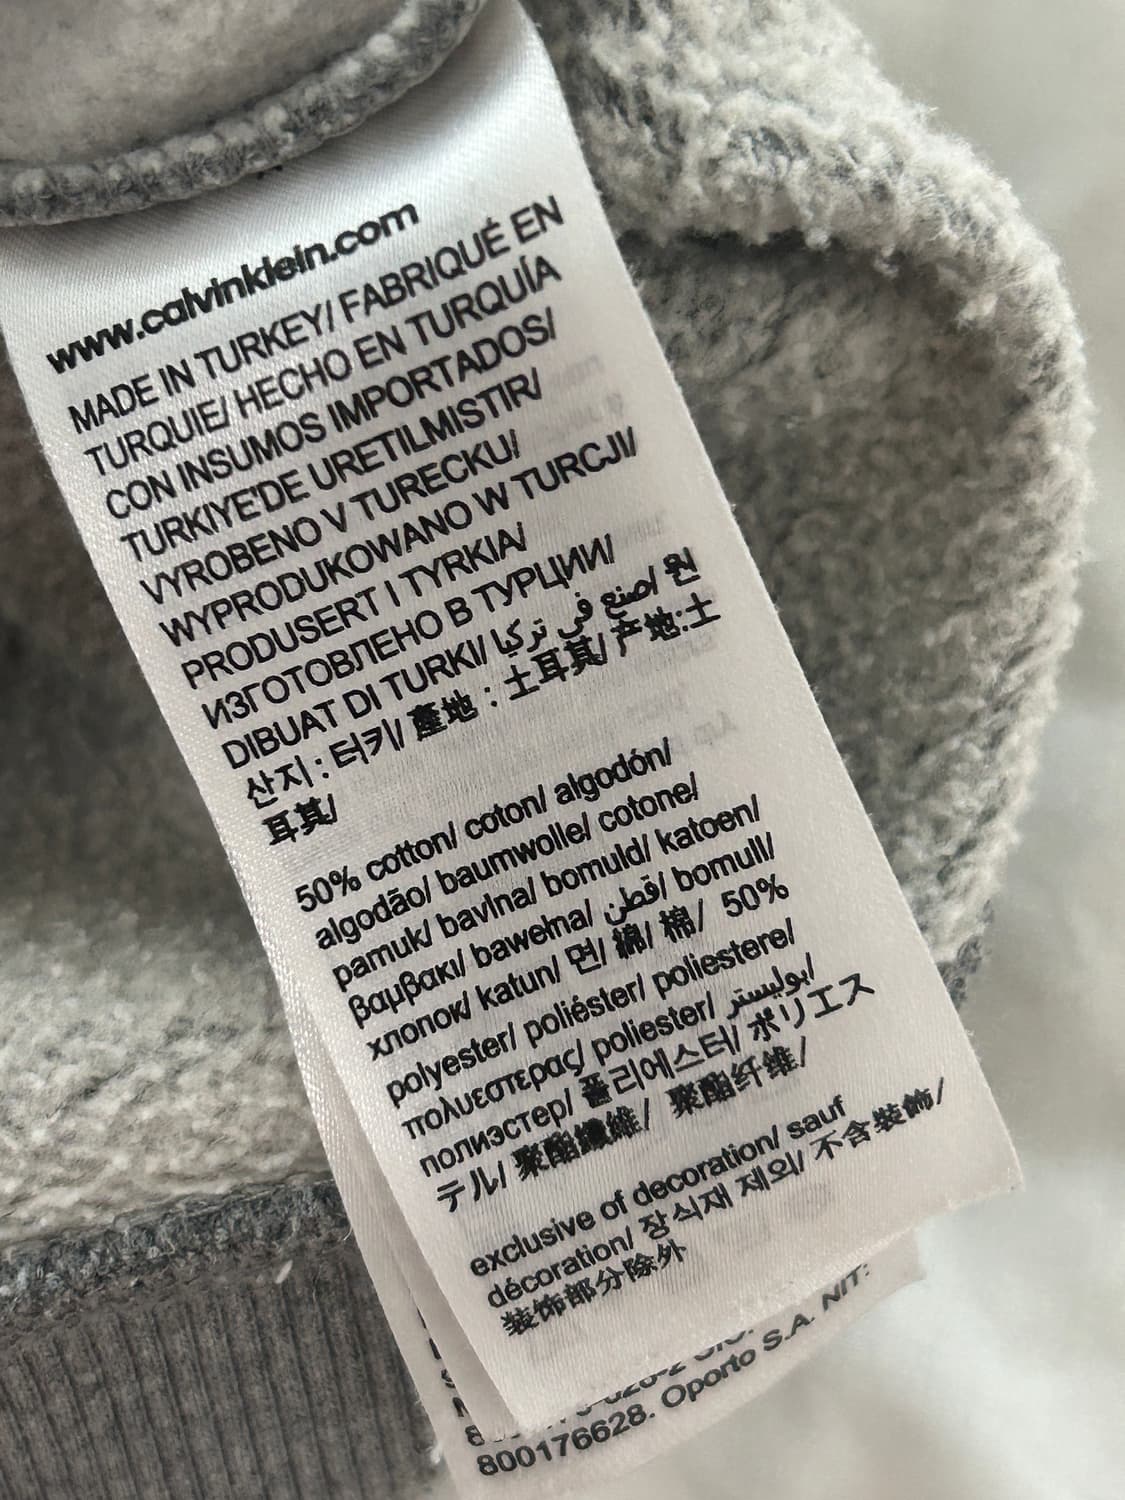 www.calvinklein.com
MADE IN TURKEY/ FABRIQUÉ EN
TURQUIE/ HECHO EN TURQUÍA
CON INSUMOS IMPORTADOS/
TURKIYE'DE URETILMISTIR/
VYROBENO V TURECKU/
WYPRODUKOWANO W TURCJI/
PRODUSERT I TYRKIA/
ИЗГОТОВЛЕНО В ТУРЦИИ/
DIBUAT DI TURKI/ صنع في تركيا/ 원
산지 : 터키/ 產地 : 土耳其/ 产地:土
耳其/
50% cotton/ coton/ algodón/
algodão/ baumwolle/ cotone/
pamuk/ bavlna/ bomuld/ katoen/
βαμβακι/ bawełna/ قطن/ bomull/
хлопок/ katun/ 면/ 綿/ 棉/ 50%
polyester/ poliéster/ poliestere/
πολυεστερας/ poliester/ بوليستر/
полиэстер/ 폴리에스터/ ポリエス
テル/ 聚酯纖維/ 聚酯纤维/
exclusive of decoration/ sauf
décoration/ 장식재 제외/ 不含裝飾/
装饰部分除外
800176628. Oporto S.A. NIT: